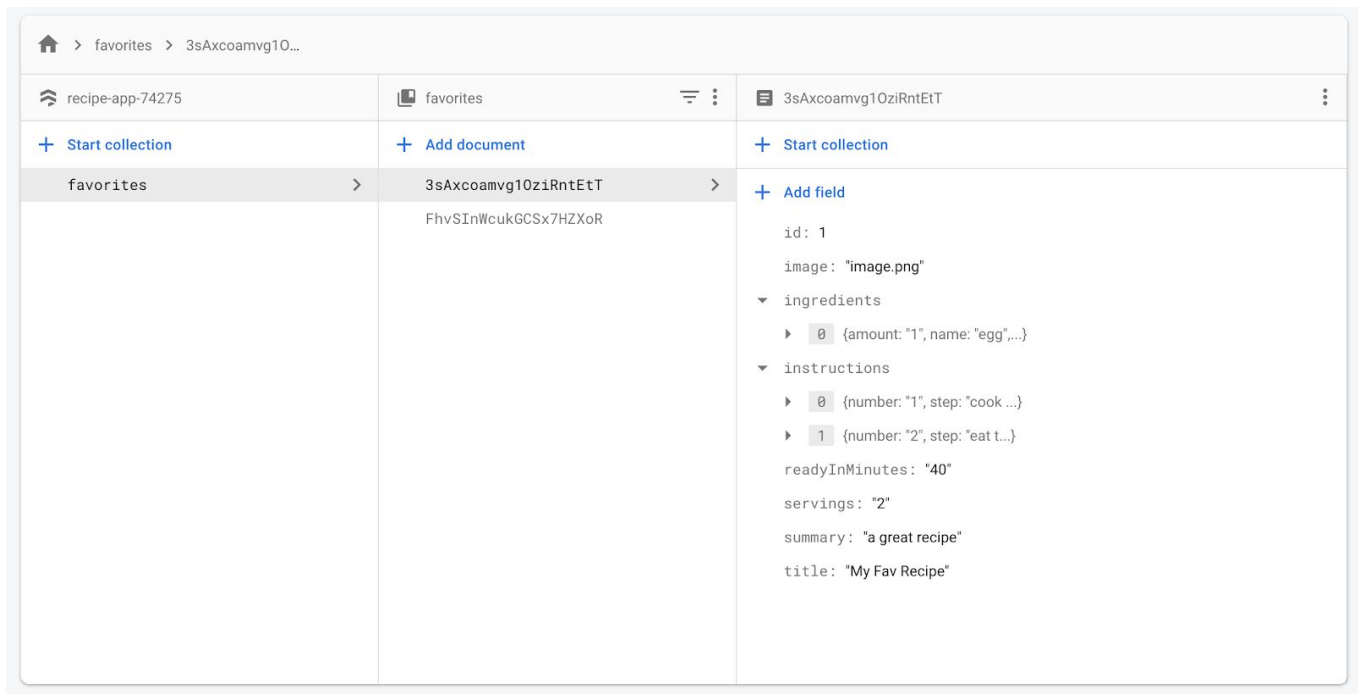 favorites > 3sAxcoamvg1O...
recipe-app-74275
+ Start collection
favorites
favorites
+ Add document
3sAxcoamvg1OziRntEtT
FhvSInWcukGCSx7HZXoR
3sAxcoamvg1OziRntEtT
+ Start collection
+ Add field
id: 1
image: "image.png"
ingredients
0 {amount: "1", name: "egg",...}
instructions
0 {number: "1", step: "cook ...}
1 {number: "2", step: "eat t...}
readyInMinutes: "40"
servings: "2"
summary: "a great recipe"
title: "My Fav Recipe"